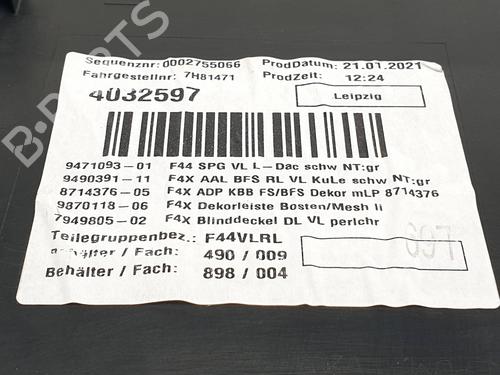 B-PARTS
Sequenznr: 0002755066 ProdDatum: 21.01.2021
Fahrgestellnr: 7H81471 ProdZeit: 12:24
4032597 Leipzig
9471093-01 F44 SPG VL L-Dac schw NT:gr
9490391-11 F4X AAL BFS RL VL KuLe schw NT:gr
8714376-05 F4X ADP KBB FS/BFS Dekor mLP 8714376
9870118-06 F4X Dekorleiste Bosten/Mesh li
7949805-02 F4X Blinddeckel DL VL perlchr
Teilegruppenbez.: F44VLRL
/ Fach: 490 / 009
Behälter / Fach: 898 / 004